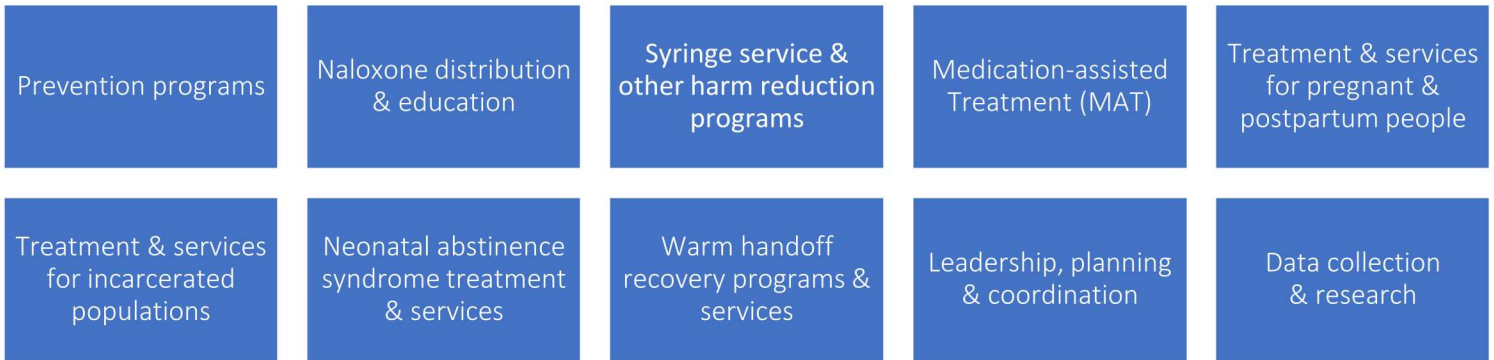 Prevention programs
Naloxone distribution
& education
Syringe service &
other harm reduction
programs
Medication-assisted
Treatment (MAT)
Treatment & services
for pregnant &
postpartum people
Treatment & services
for incarcerated
populations
Neonatal abstinence
syndrome treatment
& services
Warm handoff
recovery programs &
services
Leadership, planning
& coordination
Data collection
& research